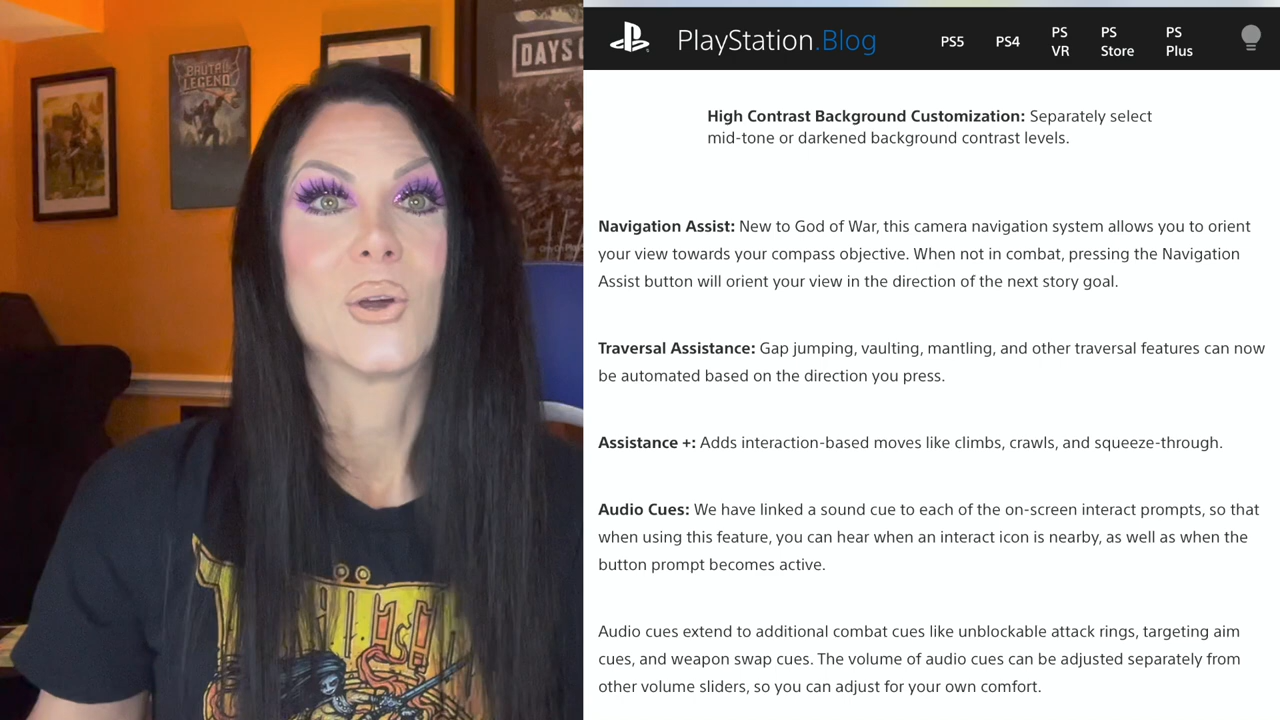 BRUTAL
LEGEND
DAYS
PlayStation.Blog
PS5
PS4
PS
VR
PS
Store
PS
Plus
High Contrast Background Customization: Separately select
mid-tone or darkened background contrast levels.
Navigation Assist: New to God of War, this camera navigation system allows you to orient
your view towards your compass objective. When not in combat, pressing the Navigation
Assist button will orient your view in the direction of the next story goal.
Traversal Assistance: Gap jumping, vaulting, mantling, and other traversal features can now
be automated based on the direction you press.
Assistance +: Adds interaction-based moves like climbs, crawls, and squeeze-through.
Audio Cues: We have linked a sound cue to each of the on-screen interact prompts, so that
when using this feature, you can hear when an interact icon is nearby, as well as when the
button prompt becomes active.
Audio cues extend to additional combat cues like unblockable attack rings, targeting aim
cues, and weapon swap cues. The volume of audio cues can be adjusted separately from
other volume sliders, so you can adjust for your own comfort.